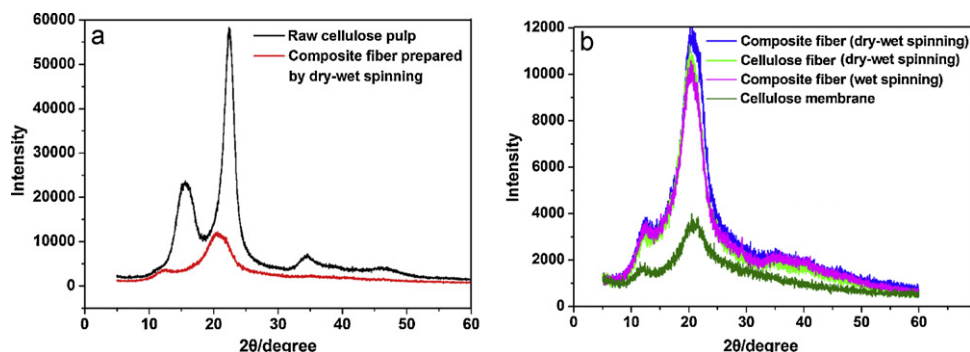 a
Raw cellulose pulp
Composite fiber prepared
by dry-wet spinning
Intensity
60000
50000
40000
30000
20000
10000
0
0 10 20 30 40 50 60
2θ/degree
b
Composite fiber (dry-wet spinning)
Cellulose fiber (dry-wet spinning)
Composite fiber (wet spinning)
Cellulose membrane
Intensity
12000
10000
8000
6000
4000
2000
0
0 10 20 30 40 50 60
2θ/degree